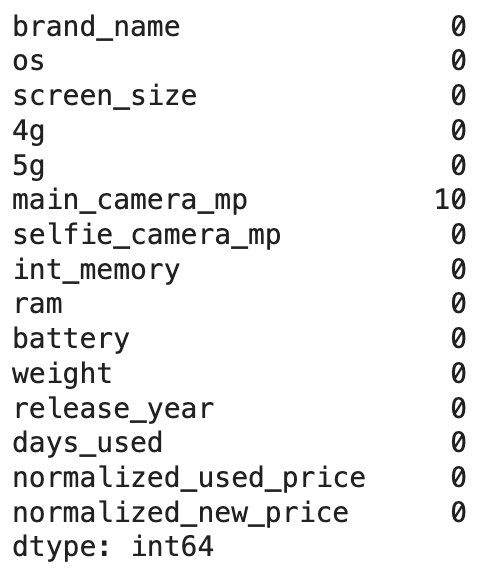 brand_name 0
os 0
screen_size 0
4g 0
5g 0
main_camera_mp 10
selfie_camera_mp 0
int_memory 0
ram 0
battery 0
weight 0
release_year 0
days_used 0
normalized_used_price 0
normalized_new_price 0
dtype: int64